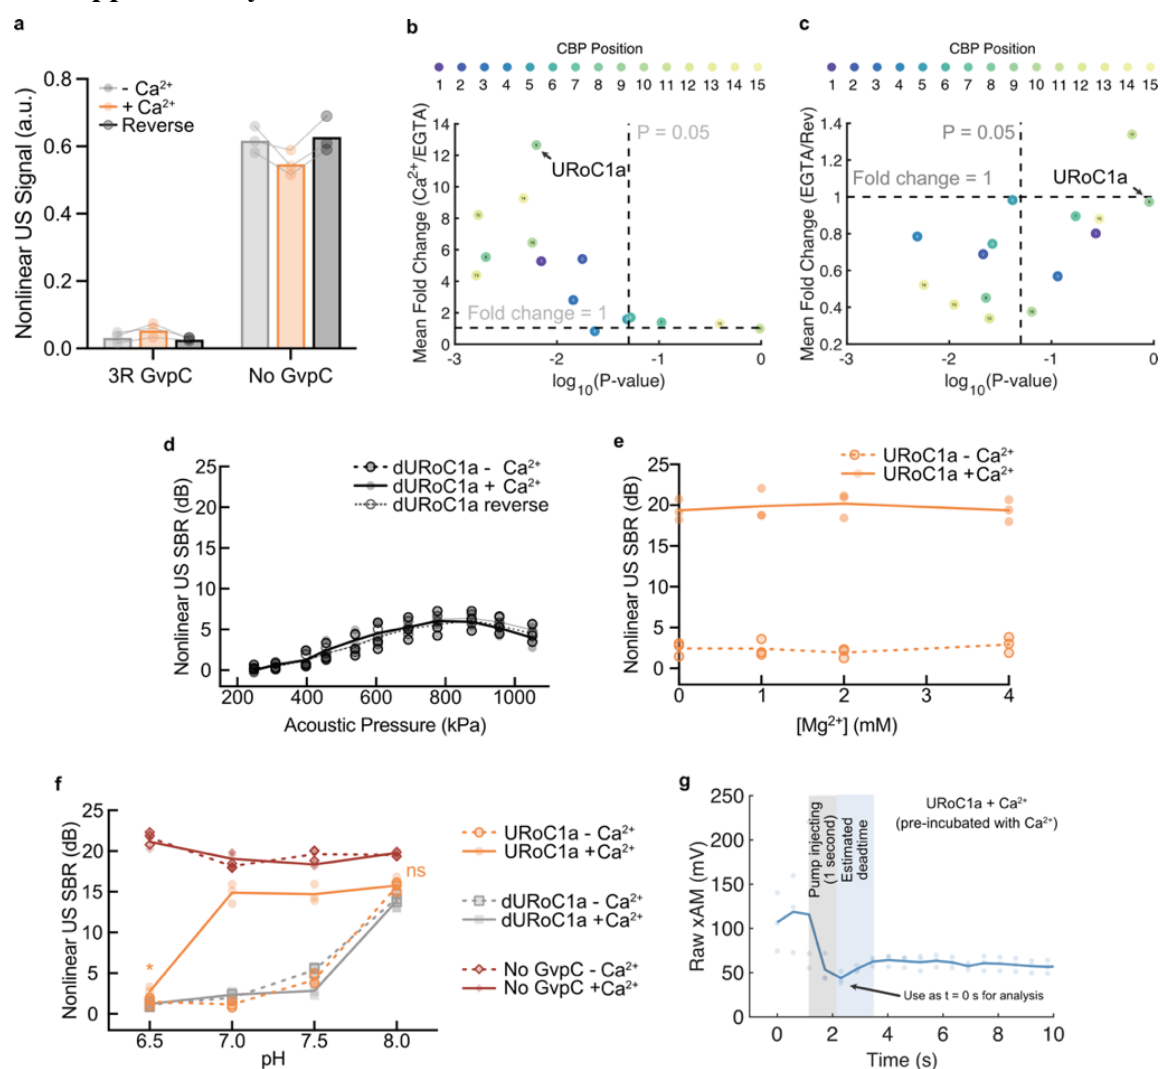 a
Nonlinear US Signal (a.u.)
0.8
0.6
0.4
0.2
0.0
- Ca²⁺
+ Ca²⁺
Reverse
3R GvpC
No GvpC
b
CBP Position
1 2 3 4 5 6 7 8 9 10 11 12 13 14 15
Mean Fold Change (Ca²⁺/EGTA)
14
12
10
8
6
4
2
0
P = 0.05
URoC1a
Fold change = 1
-3 -2 -1 0
log₁₀(P-value)
c
CBP Position
1 2 3 4 5 6 7 8 9 10 11 12 13 14 15
Mean Fold Change (EGTA/Rev)
1.4
1.2
1
0.8
0.6
0.4
0.2
P = 0.05
Fold change = 1
URoC1a
-3 -2 -1 0
log₁₀(P-value)
d
Nonlinear US SBR (dB)
25
20
15
10
5
0
dURoC1a - Ca²⁺
dURoC1a + Ca²⁺
dURoC1a reverse
200 400 600 800 1000
Acoustic Pressure (kPa)
e
Nonlinear US SBR (dB)
25
20
15
10
5
0
URoC1a - Ca²⁺
URoC1a +Ca²⁺
0 1 2 3 4
[Mg²⁺] (mM)
f
Nonlinear US SBR (dB)
25
20
15
10
5
0
*
ns
6.5 7.0 7.5 8.0
pH
URoC1a - Ca²⁺
URoC1a +Ca²⁺
dURoC1a - Ca²⁺
dURoC1a +Ca²⁺
No GvpC - Ca²⁺
No GvpC +Ca²⁺
g
Raw xAM (mV)
250
200
150
100
50
0
Pump injecting
(1 second)
Estimated
deadtime
URoC1a + Ca²⁺
(pre-incubated with Ca²⁺)
Use as t = 0 s for analysis
0 2 4 6 8 10
Time (s)